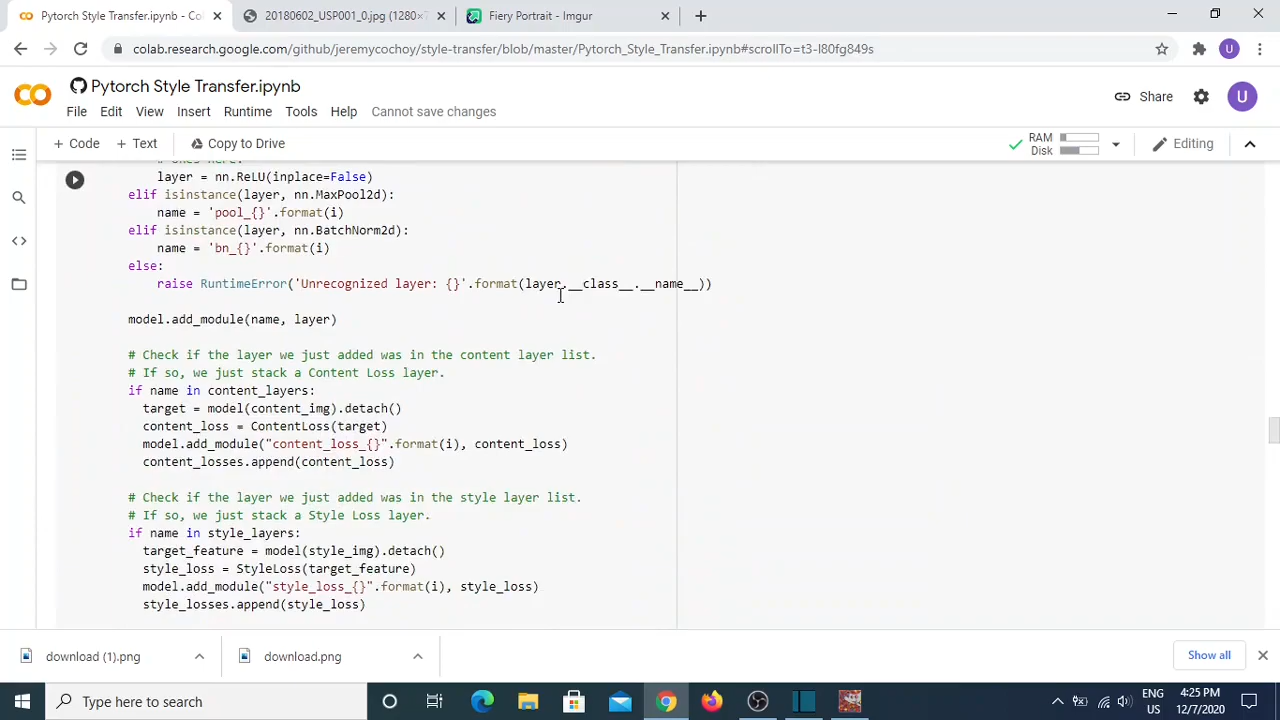 Pytorch Style Transfer.ipynb - Co
20180602_USP001_0.jpg (1280×7
Fiery Portrait - Imgur
colab.research.google.com/github/jeremycochoy/style-transfer/blob/master/Pytorch_Style_Transfer.ipynb#scrollTo=t3-l80fg849s
U
Pytorch Style Transfer.ipynb
Share
U
File Edit View Insert Runtime Tools Help Cannot save changes
+ Code + Text Copy to Drive
RAM
Disk
Editing
# ones here.
layer = nn.ReLU(inplace=False)
elif isinstance(layer, nn.MaxPool2d):
name = 'pool_{}'.format(i)
elif isinstance(layer, nn.BatchNorm2d):
name = 'bn_{}'.format(i)
else:
raise RuntimeError('Unrecognized layer: {}'.format(layer.__class__.__name__))
model.add_module(name, layer)
# Check if the layer we just added was in the content layer list.
# If so, we just stack a Content Loss layer.
if name in content_layers:
target = model(content_img).detach()
content_loss = ContentLoss(target)
model.add_module("content_loss_{}".format(i), content_loss)
content_losses.append(content_loss)
# Check if the layer we just added was in the style layer list.
# If so, we just stack a Style Loss layer.
if name in style_layers:
target_feature = model(style_img).detach()
style_loss = StyleLoss(target_feature)
model.add_module("style_loss_{}".format(i), style_loss)
style_losses.append(style_loss)
download (1).png
download.png
Show all
Type here to search
ENG
US
4:25 PM
12/7/2020